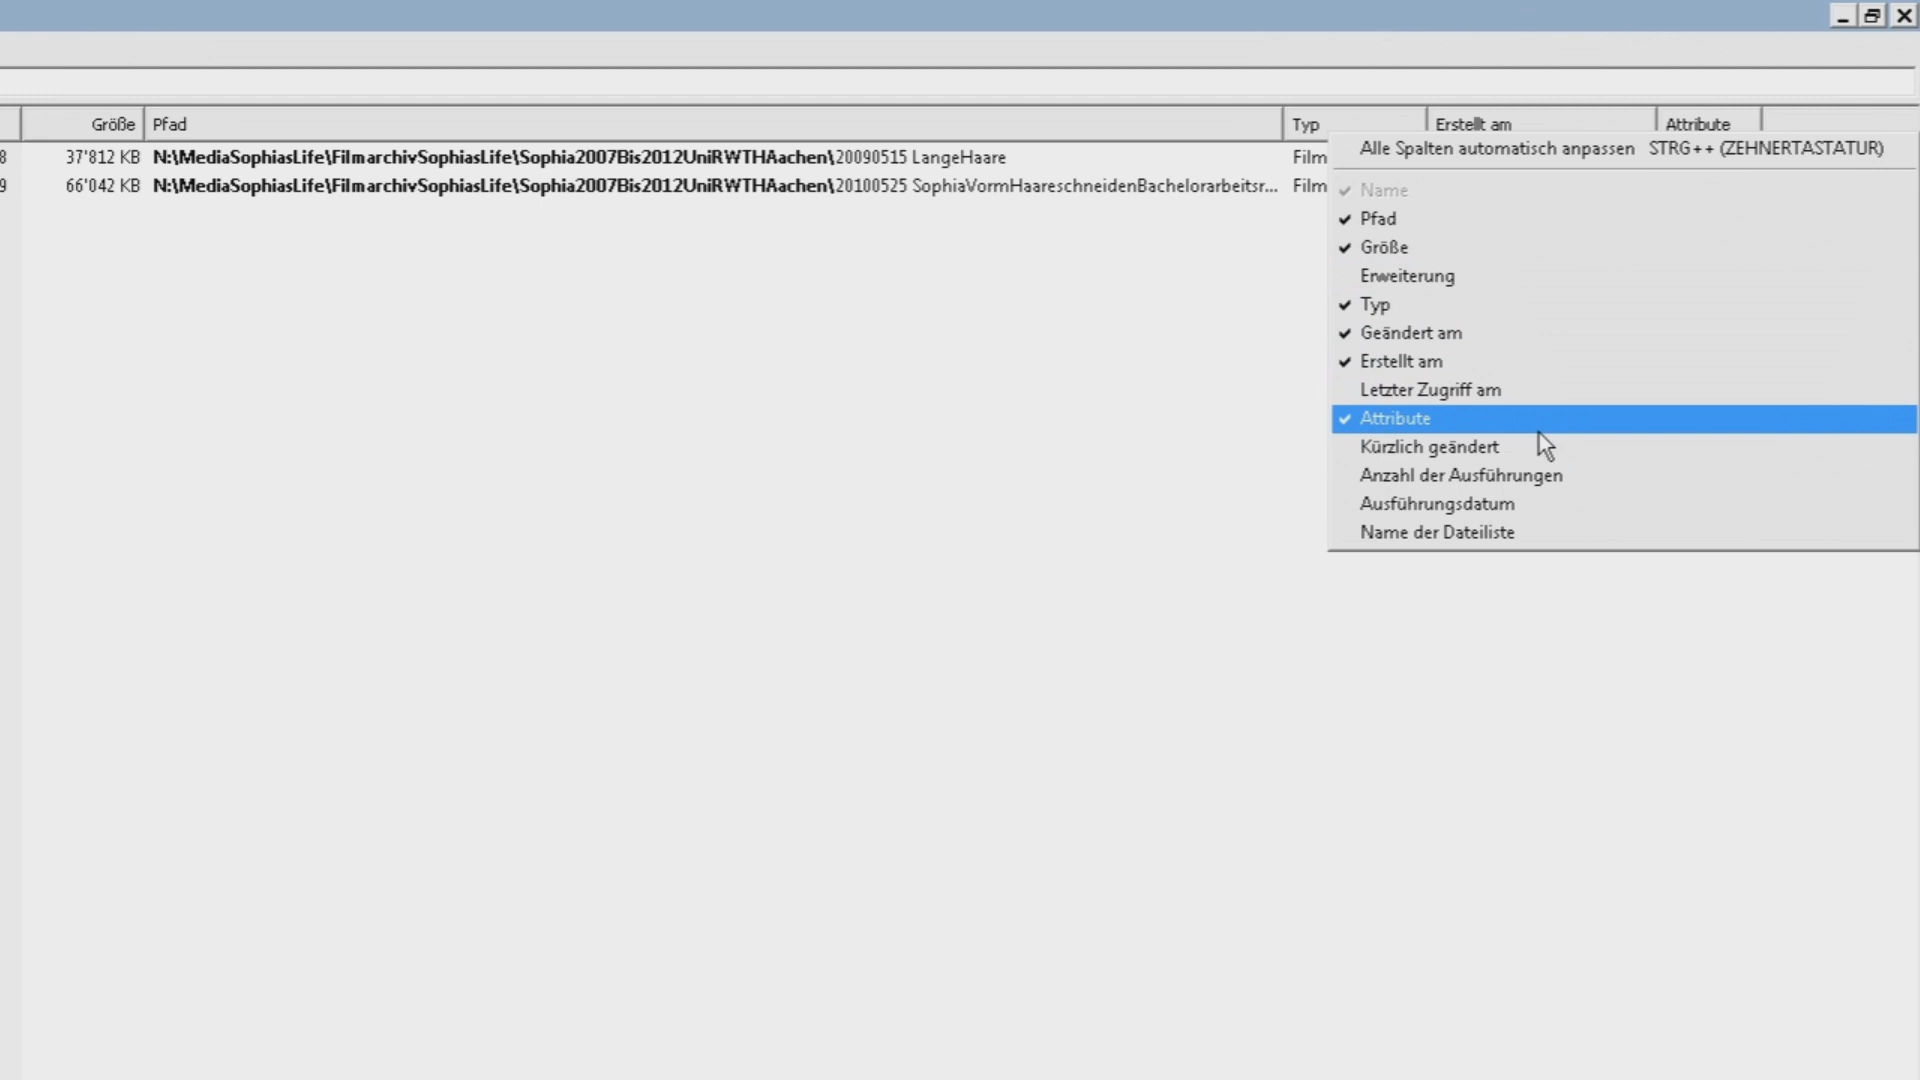 Größe Pfad Typ Erstellt am Attribute
8 37'812 KB N:\MediaSophiasLife\FilmarchivSophiasLife\Sophia2007Bis2012UniRWTHAachen\20090515 LangeHaare Film
9 66'042 KB N:\MediaSophiasLife\FilmarchivSophiasLife\Sophia2007Bis2012UniRWTHAachen\20100525 SophiaVormHaareschneidenBachelorarbeitsr... Film
Alle Spalten automatisch anpassen STRG++ (ZEHNERTASTATUR)
Name
Pfad
Größe
Erweiterung
Typ
Geändert am
Erstellt am
Letzter Zugriff am
Attribute
Kürzlich geändert
Anzahl der Ausführungen
Ausführungsdatum
Name der Dateiliste